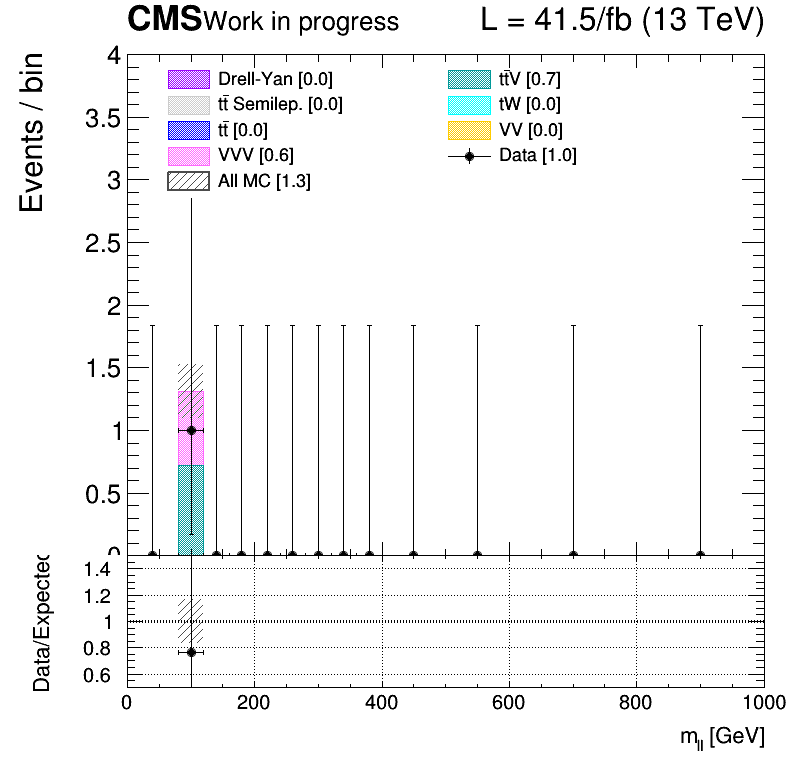 CMS Work in progress L = 41.5/fb (13 TeV)
Events / bin
Drell-Yan [0.0] tt̄V [0.7]
tt̄ Semilep. [0.0] tW [0.0]
tt̄ [0.0] VV [0.0]
VVV [0.6] Data [1.0]
All MC [1.3]
4
3.5
3
2.5
2
1.5
1
0.5
0
Data/Expected
1.4
1.2
1
0.8
0.6
0 200 400 600 800 1000
m_ll [GeV]